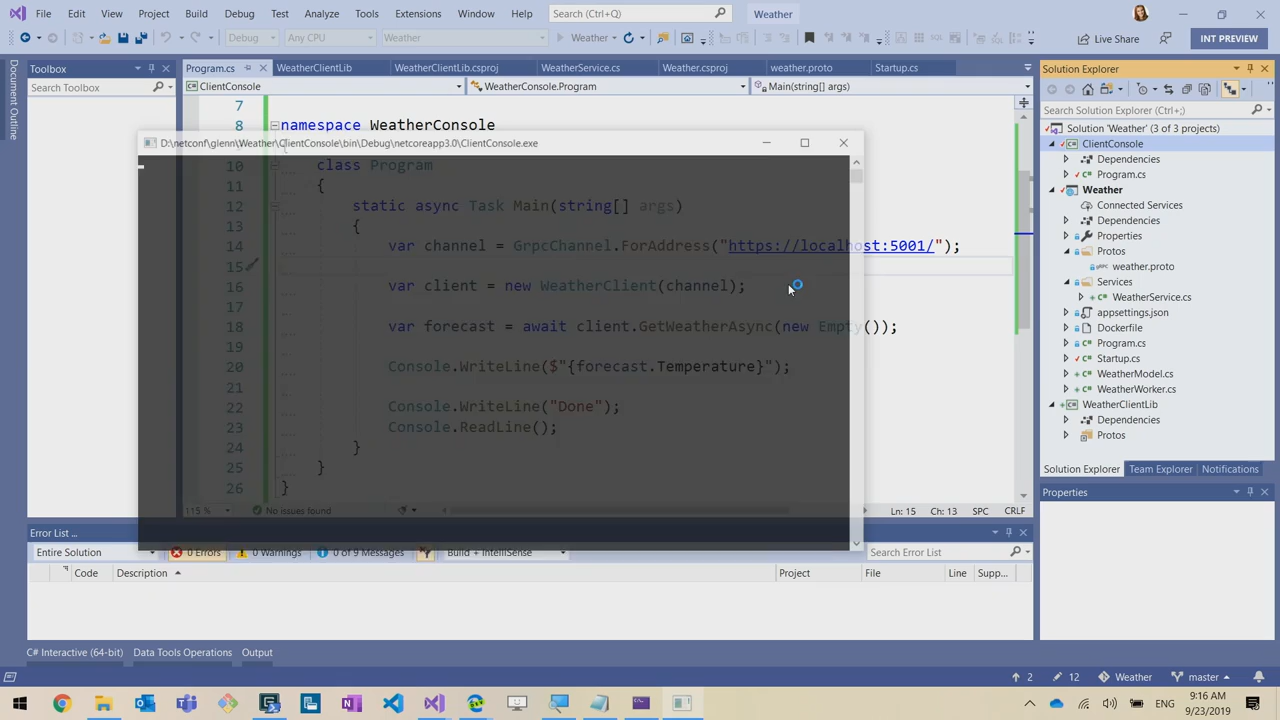 File Edit View Project Build Debug Test Analyze Tools Extensions Window Help Search (Ctrl+Q) Weather
Debug Any CPU Weather Weather Live Share INT PREVIEW
Document Outline
Toolbox
Search Toolbox
Program.cs WeatherClientLib WeatherClientLib.csproj WeatherService.cs Weather.csproj weather.proto Startup.cs
ClientConsole WeatherConsole.Program Main(string[] args)
7
8 namespace WeatherConsole
D:\netconf\glenn\Weather\ClientConsole\bin\Debug\netcoreapp3.0\ClientConsole.exe
10 class Program
11 {
12 static async Task Main(string[] args)
13 {
14 var channel = GrpcChannel.ForAddress("https://localhost:5001/");
15
16 var client = new WeatherClient(channel);
17
18 var forecast = await client.GetWeatherAsync(new Empty());
19
20 Console.WriteLine($"{forecast.Temperature}");
21
22 Console.WriteLine("Done");
23 Console.ReadLine();
24 }
25 }
26 }
115 % No issues found Ln: 15 Ch: 13 SPC CRLF
Error List ...
Entire Solution 0 Errors 0 Warnings 0 of 9 Messages Build + IntelliSense Search Error List
Code Description Project File Line Supp...
C# Interactive (64-bit) Data Tools Operations Output
Solution Explorer
Search Solution Explorer (Ctrl+;)
Solution 'Weather' (3 of 3 projects)
ClientConsole
Dependencies
Program.cs
Weather
Connected Services
Dependencies
Properties
Protos
weather.proto
Services
WeatherService.cs
appsettings.json
Dockerfile
Program.cs
Startup.cs
WeatherModel.cs
WeatherWorker.cs
WeatherClientLib
Dependencies
Protos
Solution Explorer Team Explorer Notifications
Properties
2 12 Weather master
ENG 9:16 AM
9/23/2019